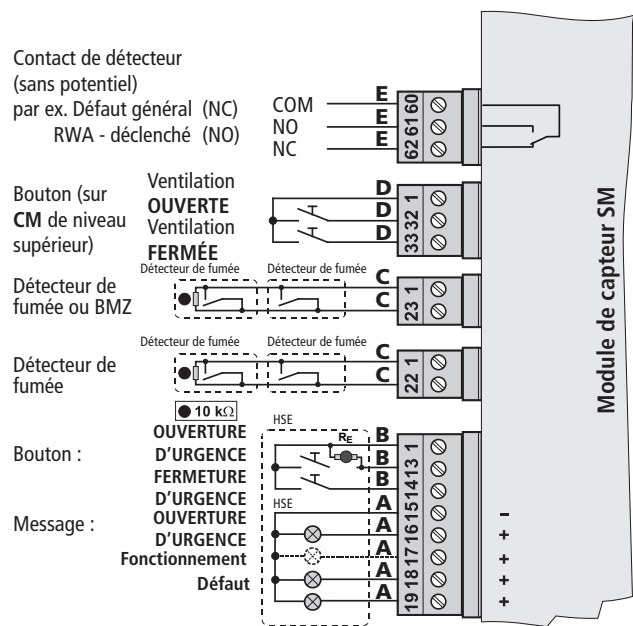 Contact de détecteur
(sans potentiel)
par ex. Défaut général (NC)
RWA - déclenché (NO)
COM E 60
NO E 61
NC E 62
Bouton (sur
CM de niveau
supérieur)
Ventilation
OUVERTE
Ventilation
FERMÉE
D 1
D 32
D 33
Détecteur de fumée Détecteur de fumée
Détecteur de
fumée ou BMZ
C 1
C 23
Détecteur de fumée Détecteur de fumée
Détecteur de
fumée
C 1
C 22
● 10 kΩ
Bouton :
OUVERTURE
D'URGENCE
FERMETURE
D'URGENCE
HSE
RE
B 1
B 13
B 14
Message :
OUVERTURE
D'URGENCE
Fonctionnement
Défaut
HSE
A 15 –
A 16 +
A 17 +
A 18 +
A 19 +
Module de capteur SM